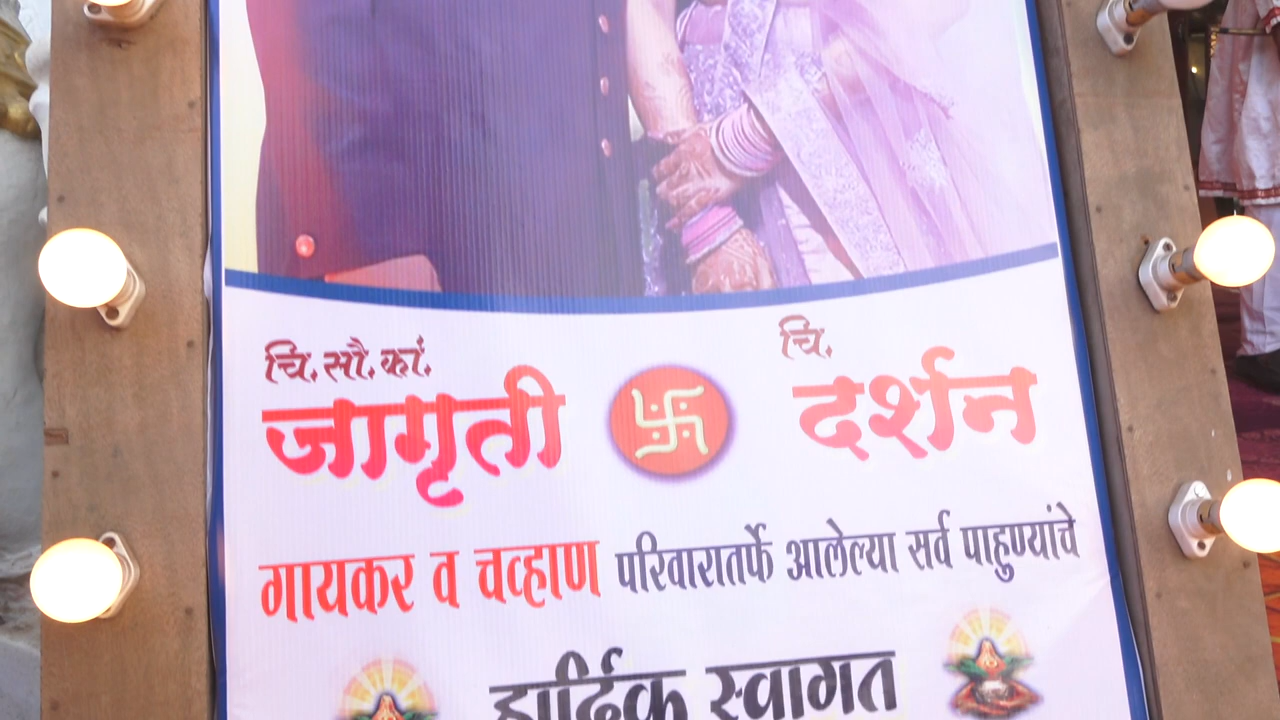 चि. सौ. कां.
जागृती
चि.
दर्शन
गायकर व चव्हाण परिवारातर्फे आलेल्या सर्व पाहुण्यांचे
हार्दिक स्वागत